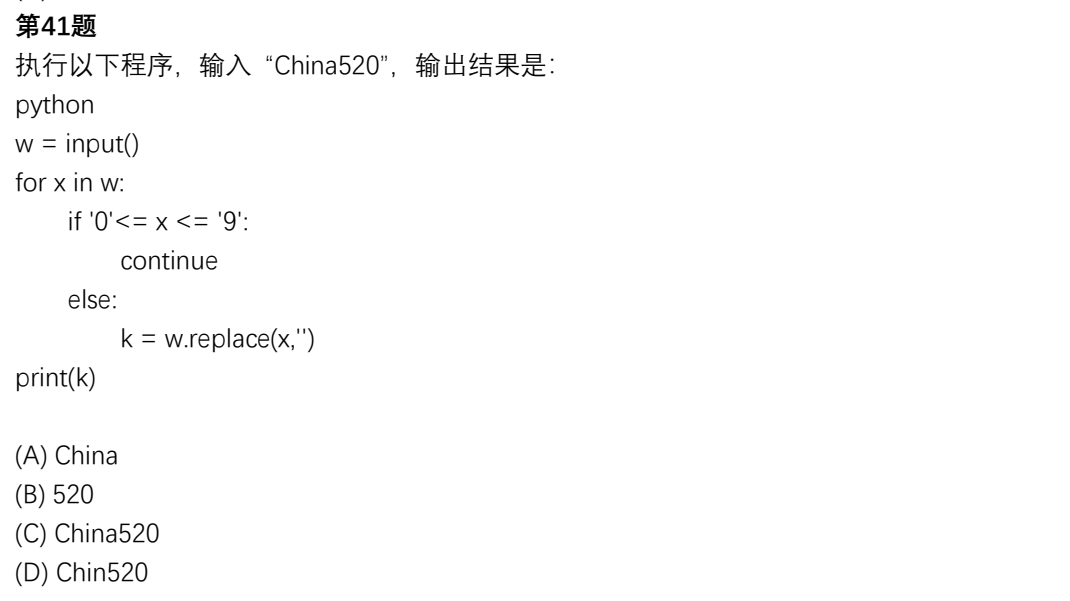 第41题
执行以下程序，输入“China520”，输出结果是：
python
w = input()
for x in w:
if '0'<= x <= '9':
continue
else:
k = w.replace(x,'')
print(k)
(A) China
(B) 520
(C) China520
(D) Chin520